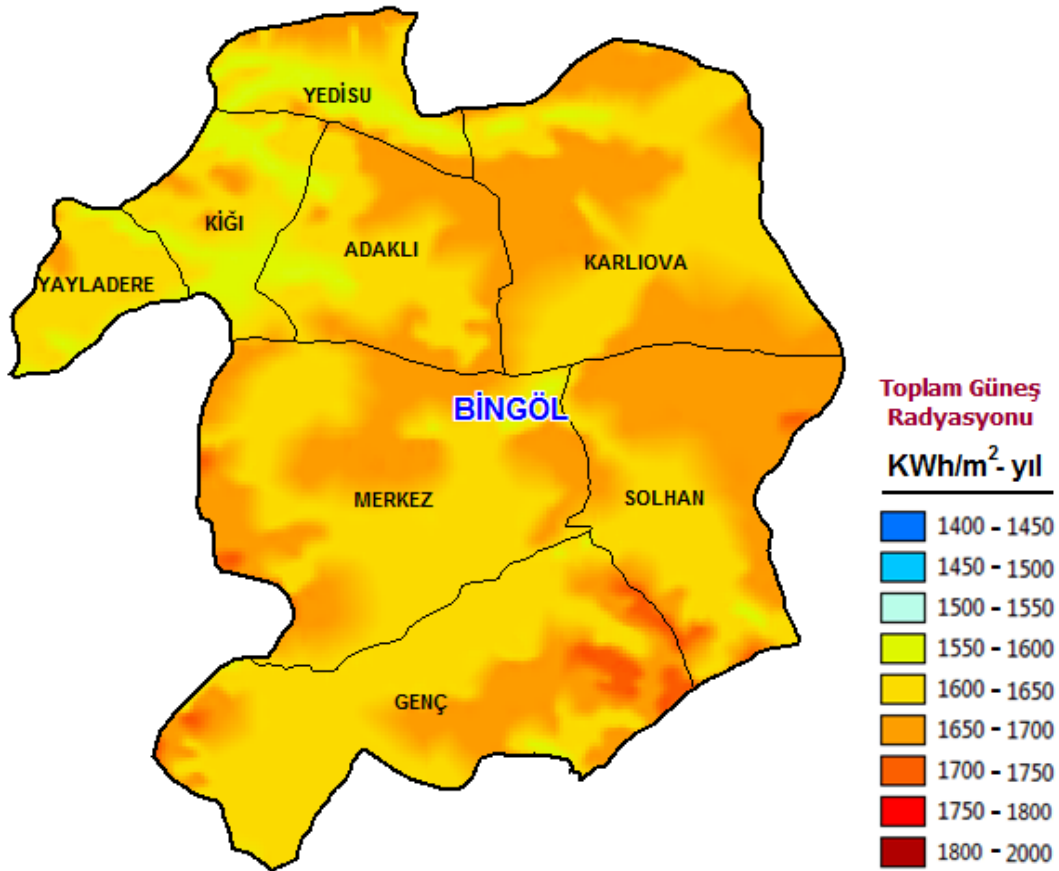 YEDİSU
KİĞI
ADAKLI
KARLIOVA
YAYLADERE
BİNGÖL
MERKEZ
SOLHAN
GENÇ
Toplam Güneş
Radyasyonu
KWh/m²- yıl
1400 - 1450
1450 - 1500
1500 - 1550
1550 - 1600
1600 - 1650
1650 - 1700
1700 - 1750
1750 - 1800
1800 - 2000